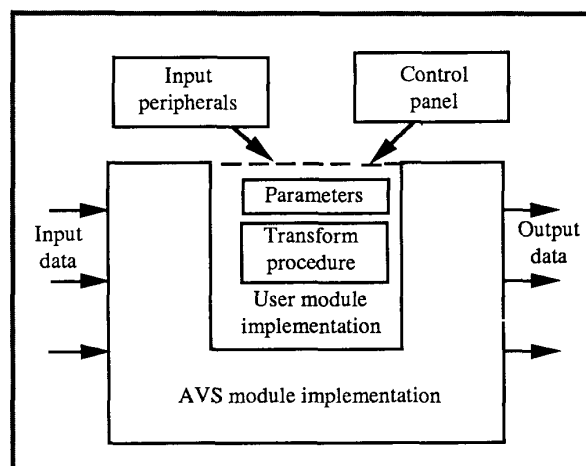 Input
peripherals
Control
panel
Parameters
Transform
procedure
User module
implementation
Input
data
Output
data
AVS module implementation